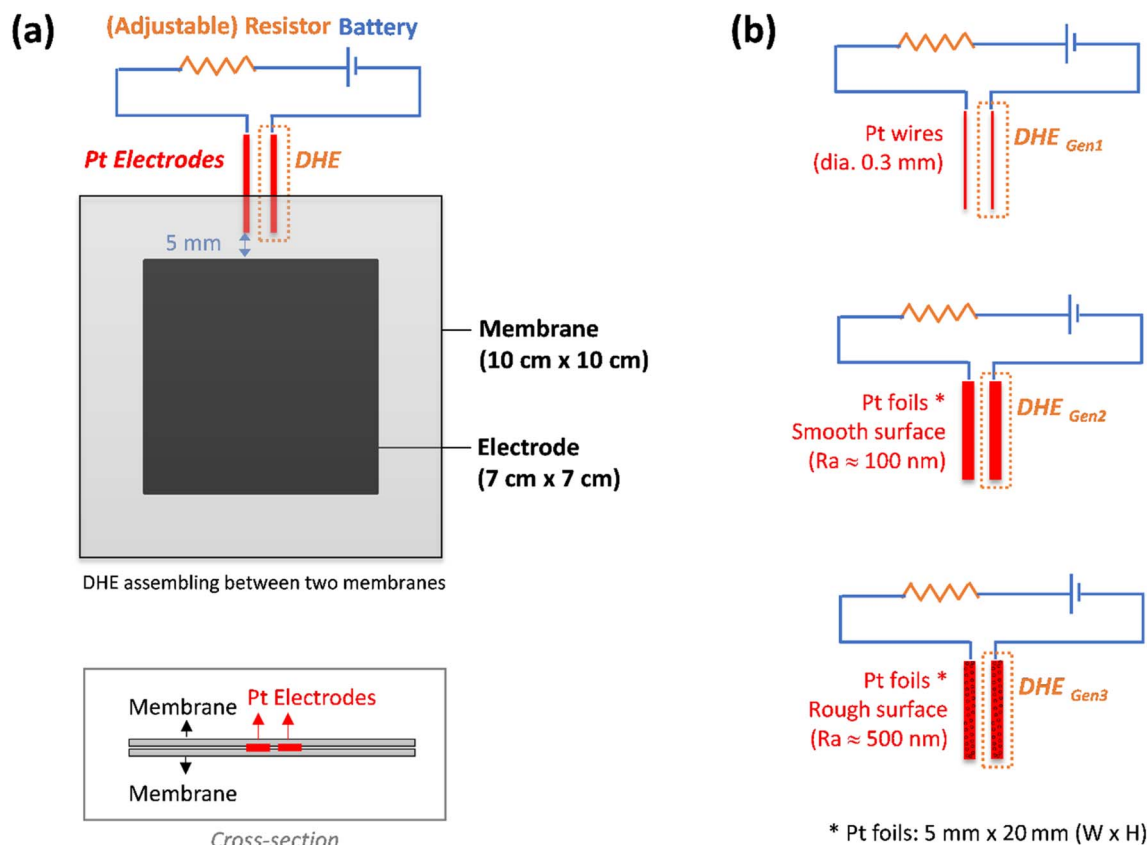 (a)
(Adjustable) Resistor Battery
Pt Electrodes
DHE
5 mm
Membrane
(10 cm x 10 cm)
Electrode
(7 cm x 7 cm)
DHE assembling between two membranes
Membrane
Pt Electrodes
Membrane
Cross-section
(b)
Pt wires
(dia. 0.3 mm)
DHE Gen1
Pt foils *
Smooth surface
(Ra ≈ 100 nm)
DHE Gen2
Pt foils *
Rough surface
(Ra ≈ 500 nm)
DHE Gen3
* Pt foils: 5 mm x 20 mm (W x H)